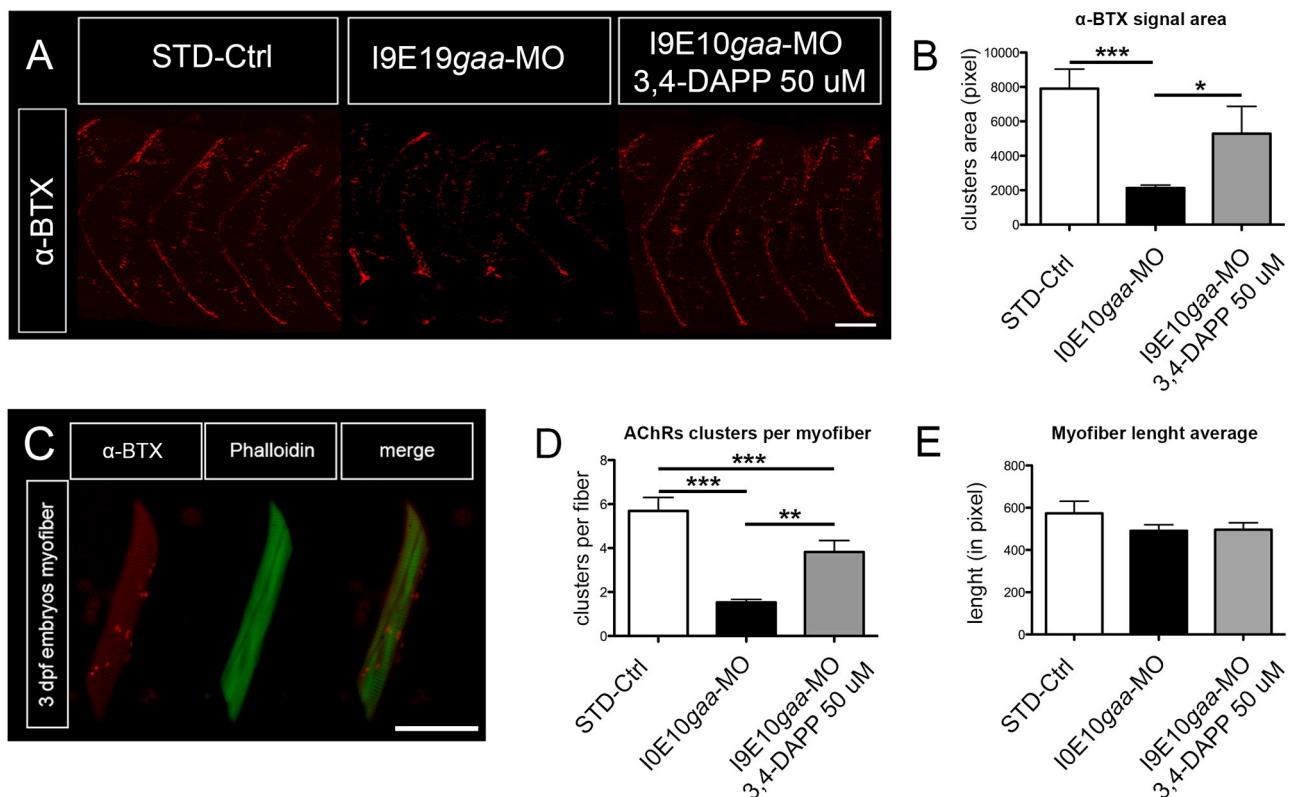 A
STD-Ctrl
I9E19gaa-MO
I9E10gaa-MO
3,4-DAPP 50 uM
α-BTX
B
α-BTX signal area
clusters area (pixel)
10000
8000
6000
4000
2000
0
***
*
STD-Ctrl
I0E10gaa-MO
I9E10gaa-MO
3,4-DAPP 50 uM
C
α-BTX
Phalloidin
merge
3 dpf embryos myofiber
D
AChRs clusters per myofiber
clusters per fiber
8
6
4
2
0
***
***
**
STD-Ctrl
I0E10gaa-MO
I9E10gaa-MO
3,4-DAPP 50 uM
E
Myofiber lenght average
lenght (in pixel)
800
600
400
200
0
STD-Ctrl
I0E10gaa-MO
I9E10gaa-MO
3,4-DAPP 50 uM